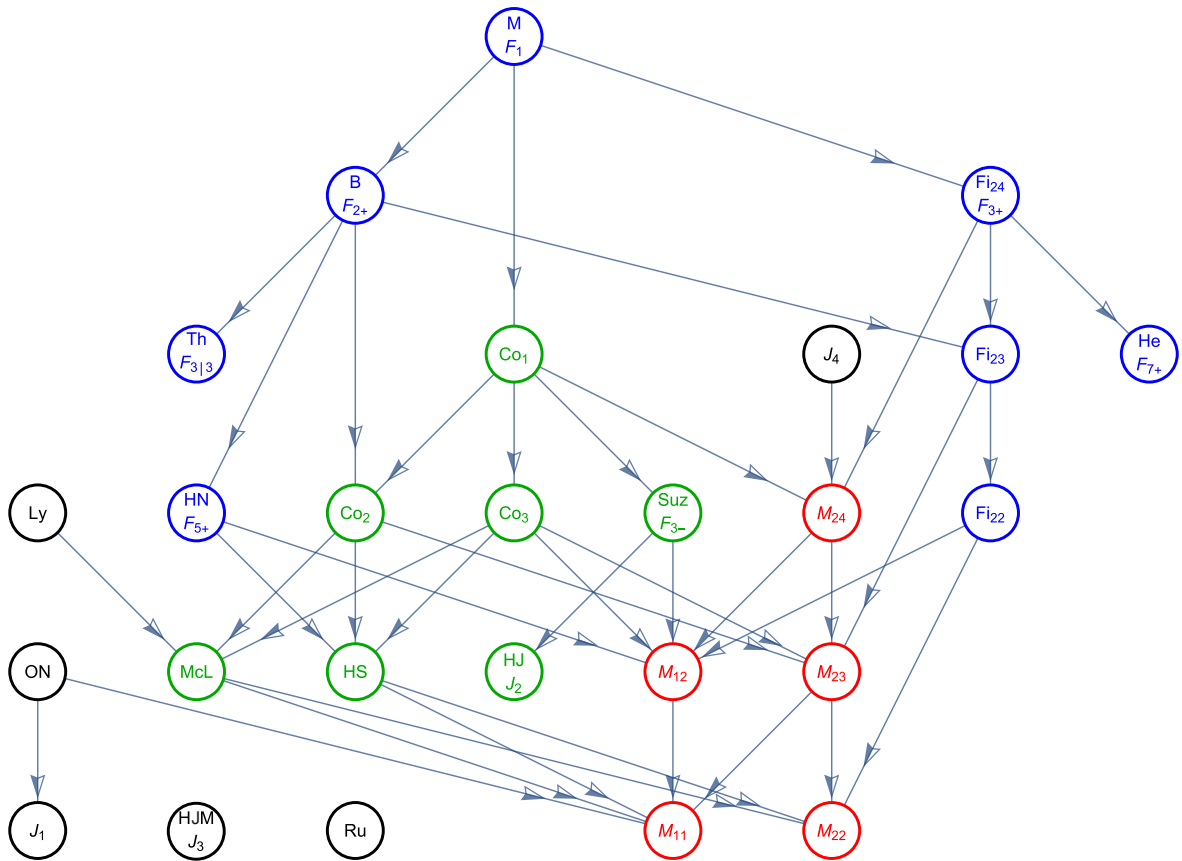 M
F₁
B
F₂₊
Fi₂₄
F₃₊
Th
F₃|₃
Co₁
J₄
Fi₂₃
He
F₇₊
Ly
HN
F₅₊
Co₂
Co₃
Suz
F₃₋
M₂₄
Fi₂₂
ON
McL
HS
HJ
J₂
M₁₂
M₂₃
J₁
HJM
J₃
Ru
M₁₁
M₂₂